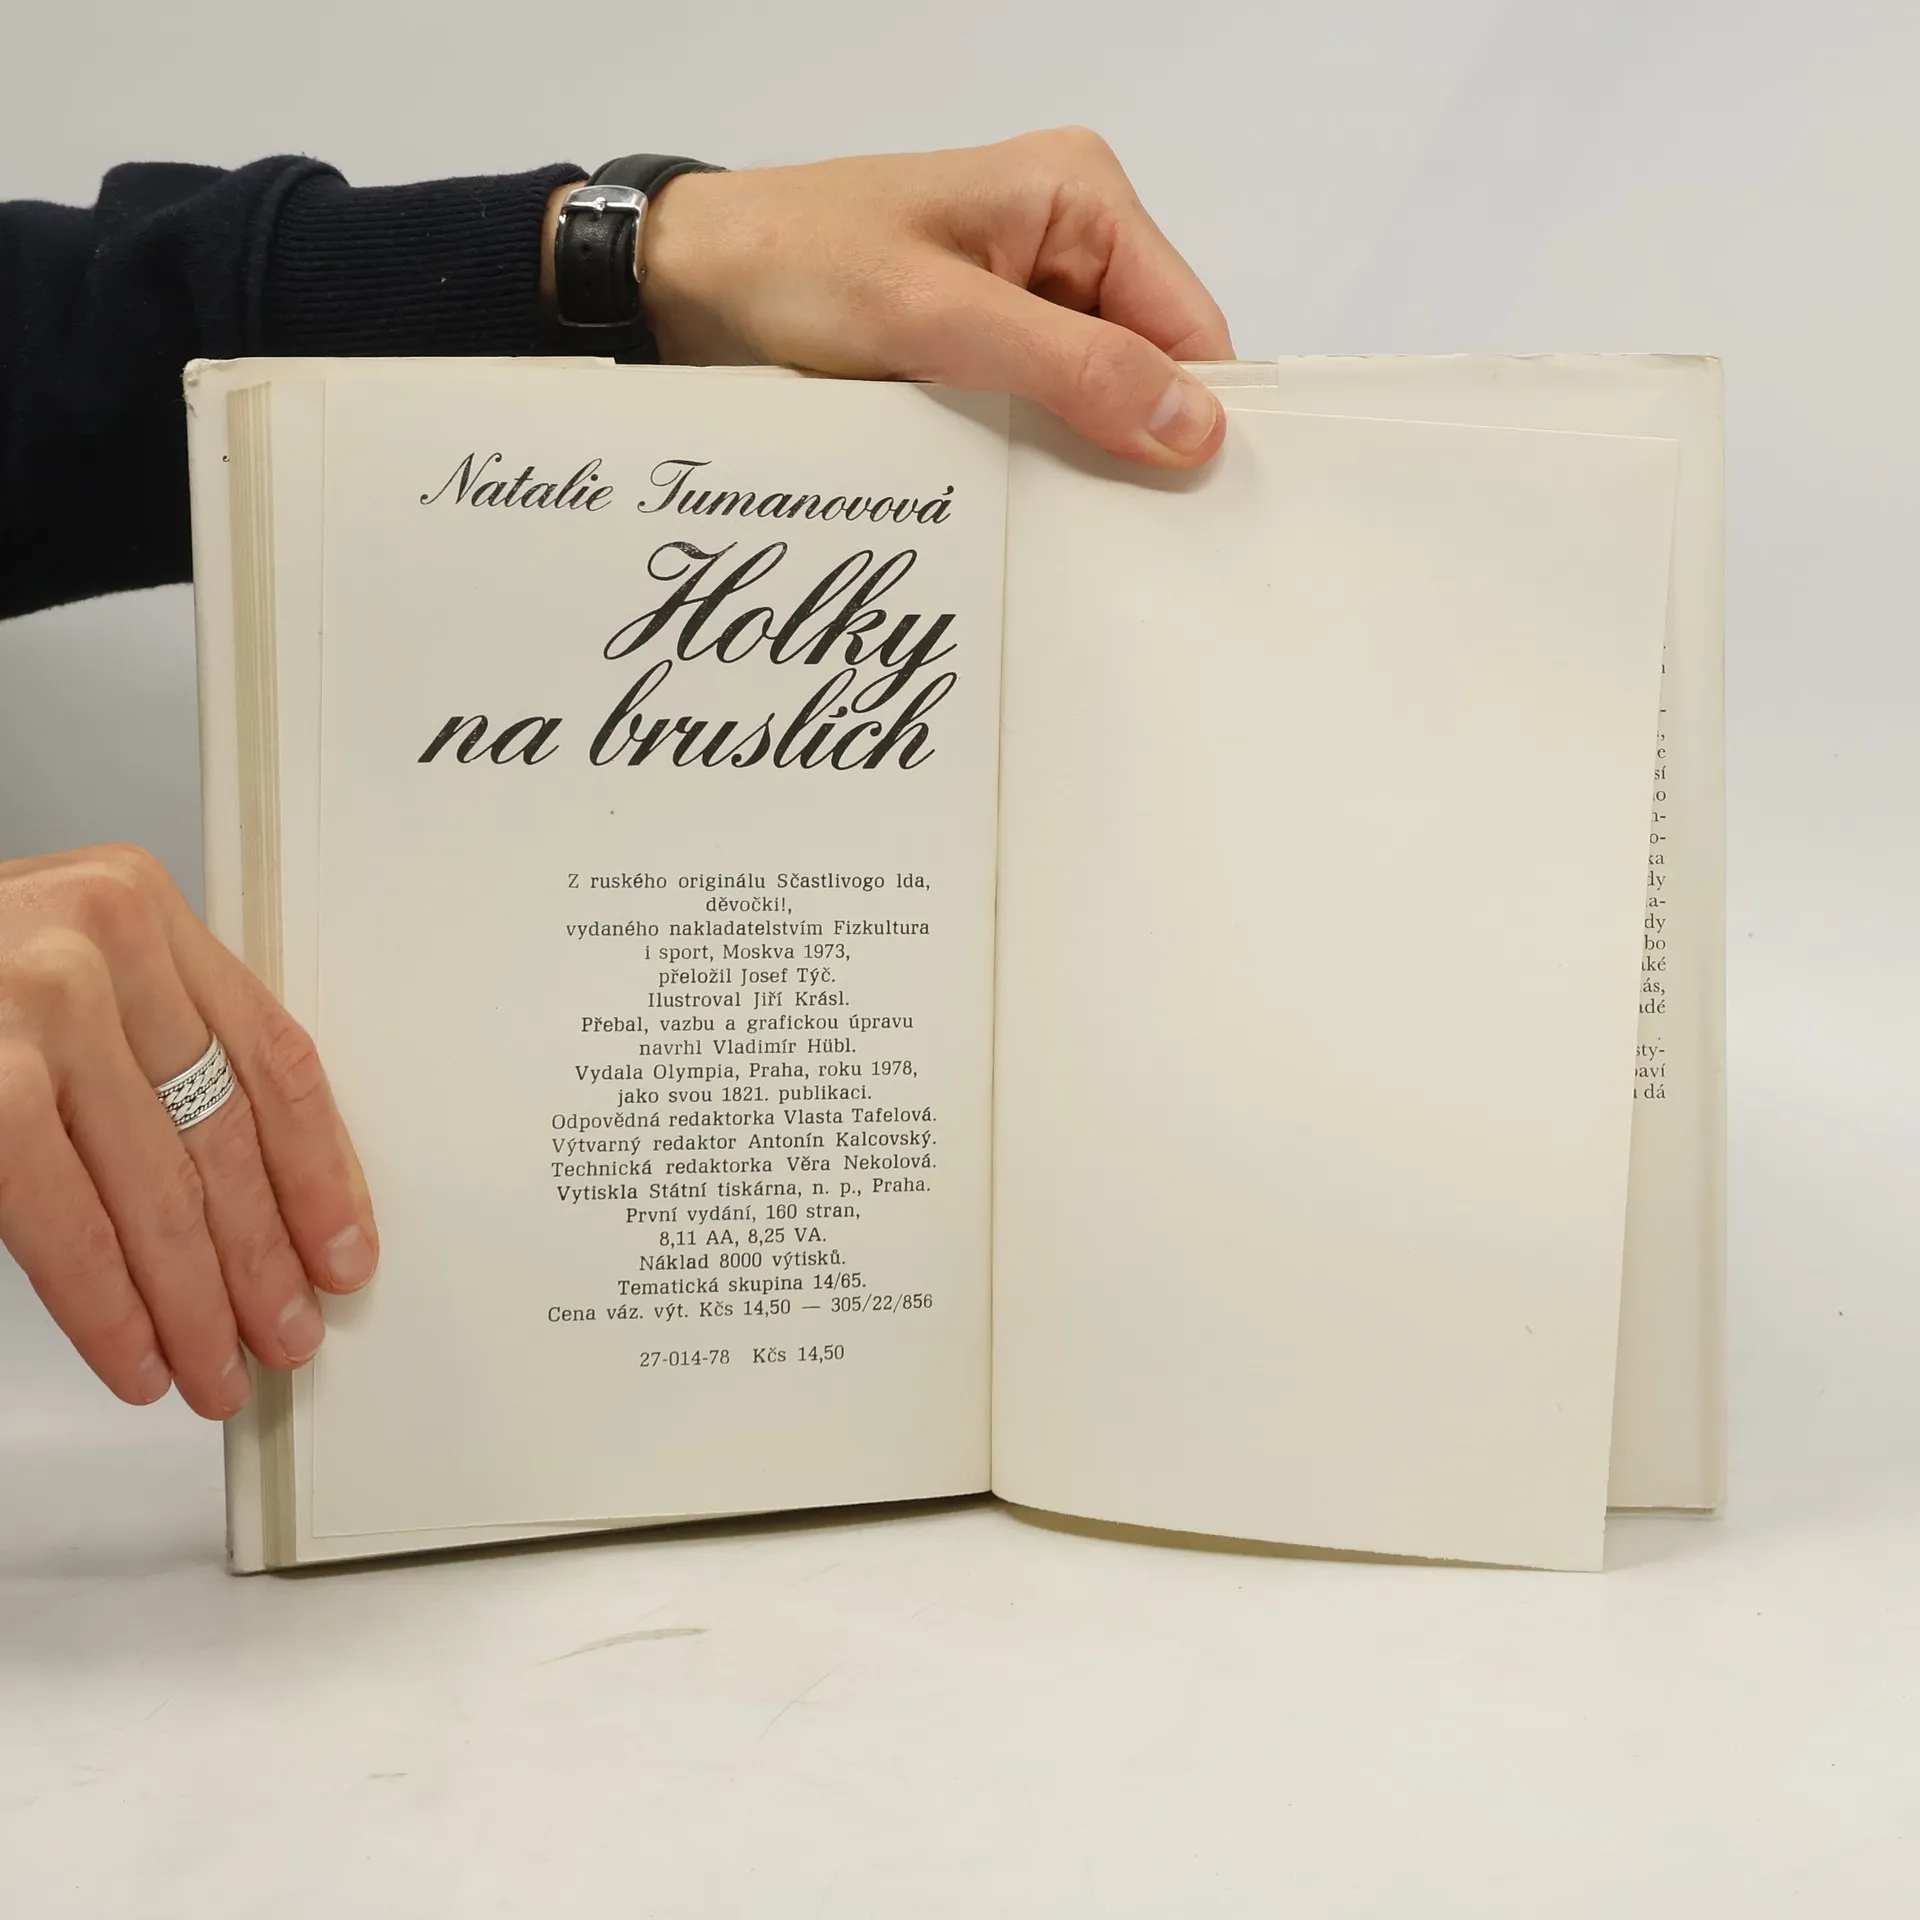 Natalie Tumanovová
Holky
na bruslích
Z ruského originálu Sčastlivogo lda,
děvočki!,
vydaného nakladatelstvím Fizkultura
i sport, Moskva 1973,
přeložil Josef Týč.
Ilustroval Jiří Krásl.
Přebal, vazbu a grafickou úpravu
navrhl Vladimír Hübl.
Vydala Olympia, Praha, roku 1978,
jako svou 1821. publikaci.
Odpovědná redaktorka Vlasta Tafelová.
Výtvarný redaktor Antonín Kalcovský.
Technická redaktorka Věra Nekolová.
Vytiskla Státní tiskárna, n. p., Praha.
První vydání, 160 stran,
8,11 AA, 8,25 VA.
Náklad 8000 výtisků.
Tematická skupina 14/65.
Cena váz. výt. Kčs 14,50 — 305/22/856
27-014-78 Kčs 14,50